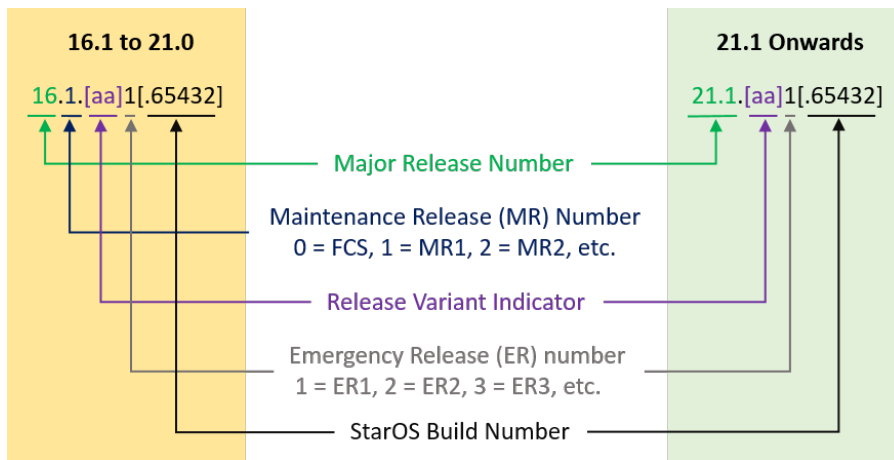 16.1 to 21.0
21.1 Onwards
16.1.[aa]1[.65432]
21.1.[aa]1[.65432]
Major Release Number
Maintenance Release (MR) Number
0 = FCS, 1 = MR1, 2 = MR2, etc.
Release Variant Indicator
Emergency Release (ER) number
1 = ER1, 2 = ER2, 3 = ER3, etc.
StarOS Build Number